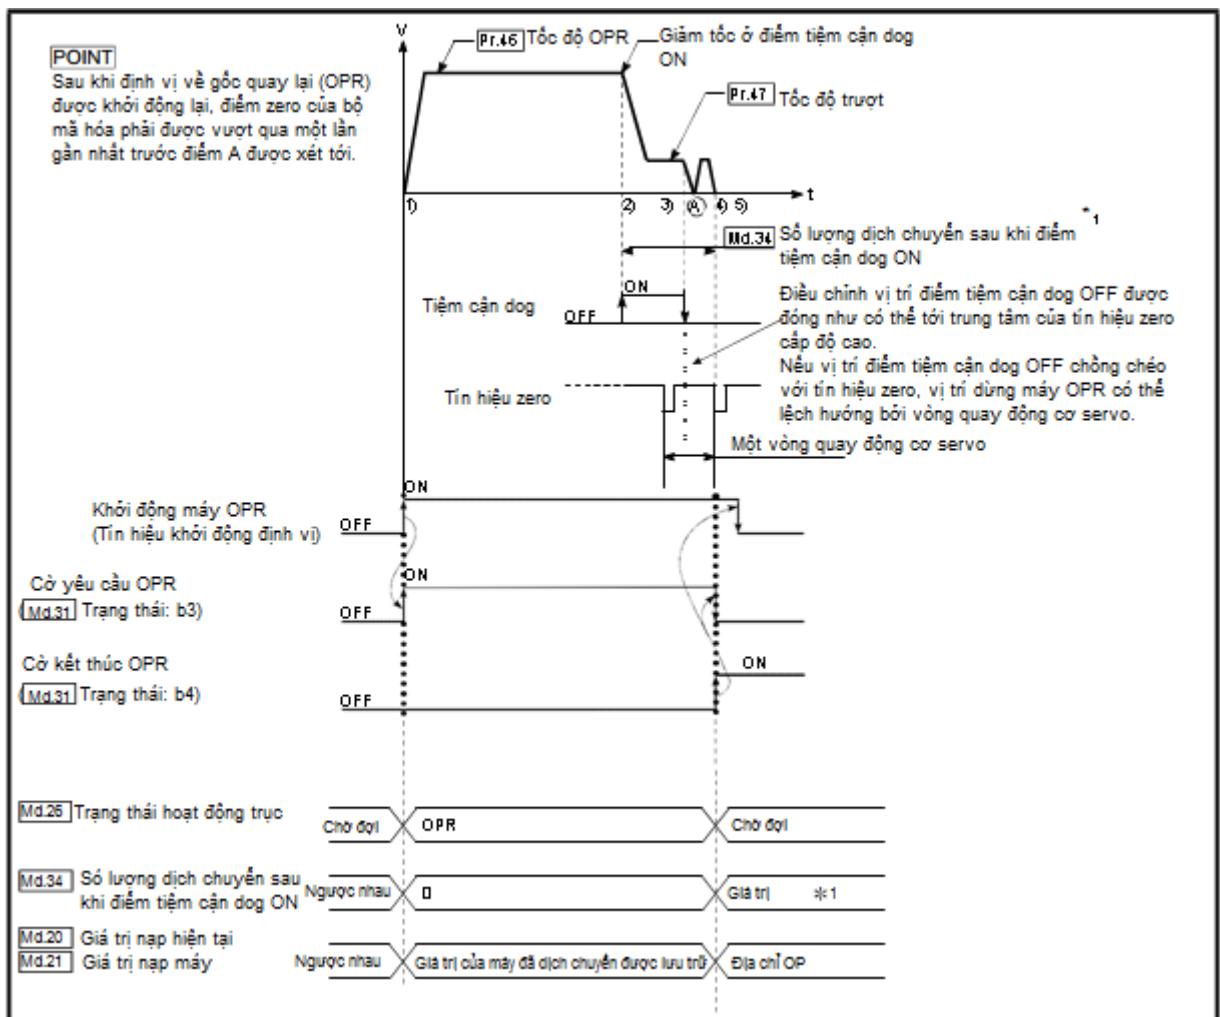 V
POINT
Sau khi định vị về gốc quay lại (OPR)
được khởi động lại, điểm zero của bộ
mã hóa phải được vượt qua một lần
gần nhất trước điểm A được xét tới.
Pr.46 Tốc độ OPR
Giảm tốc ở điểm tiệm cận dog
ON
Pr.47 Tốc độ trượt
t
1) 2) 3) A 4) 5)
Md.34 Số lượng dịch chuyển sau khi điểm *1
tiệm cận dog ON
Tiệm cận dog
OFF
ON
Điều chỉnh vị trí điểm tiệm cận dog OFF được
đóng như có thể tới trung tâm của tín hiệu zero
cấp độ cao.
Nếu vị trí điểm tiệm cận dog OFF chồng chéo
với tín hiệu zero, vị trí dừng máy OPR có thể
lệch hướng bởi vòng quay động cơ servo.
Tín hiệu zero
Một vòng quay động cơ servo
Khởi động máy OPR
(Tín hiệu khởi động định vị)
OFF
ON
Cờ yêu cầu OPR
(Md.31 Trạng thái: b3)
OFF
ON
Cờ kết thúc OPR
(Md.31 Trạng thái: b4)
OFF
ON
Md.26 Trạng thái hoạt động trục
Chờ đợi
OPR
Chờ đợi
Md.34 Số lượng dịch chuyển sau
khi điểm tiệm cận dog ON
Ngược nhau
0
Giá trị *1
Md.20 Giá trị nạp hiện tại
Md.21 Giá trị nạp máy
Ngược nhau
Giá trị của máy đã dịch chuyển được lưu trữ
Địa chỉ OP